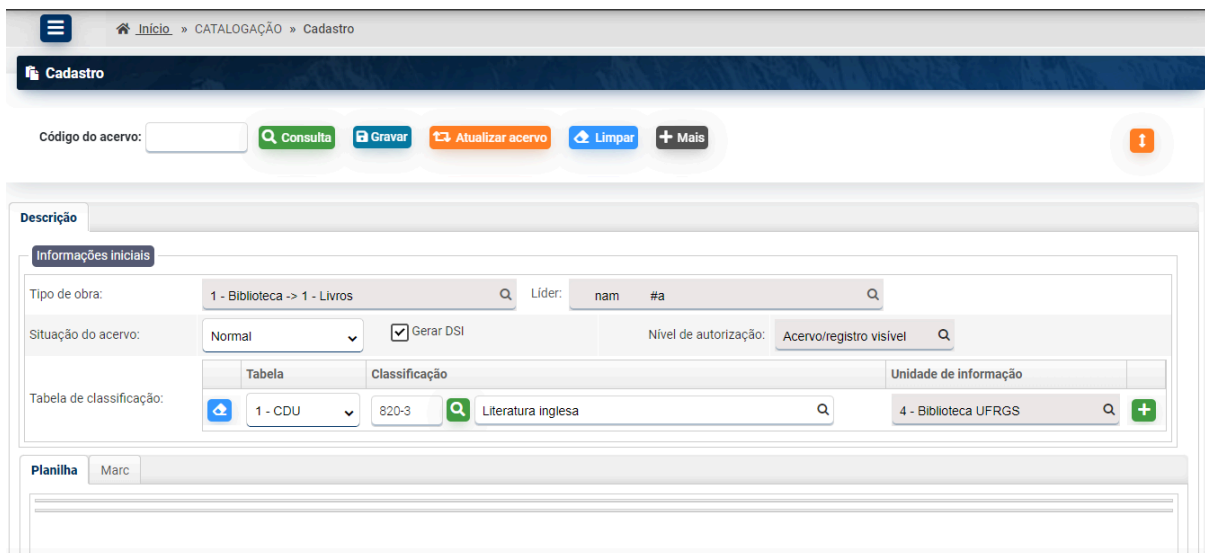 Início » CATALOGAÇÃO » Cadastro
Cadastro
Código do acervo: Consulta Gravar Atualizar acervo Limpar Mais
Descrição
Informações iniciais
Tipo de obra: 1 - Biblioteca -> 1 - Livros Líder: nam #a
Situação do acervo: Normal Gerar DSI Nível de autorização: Acervo/registro visível
Tabela Classificação Unidade de informação
Tabela de classificação: 1 - CDU 820-3 Literatura inglesa 4 - Biblioteca UFRGS
Planilha Marc